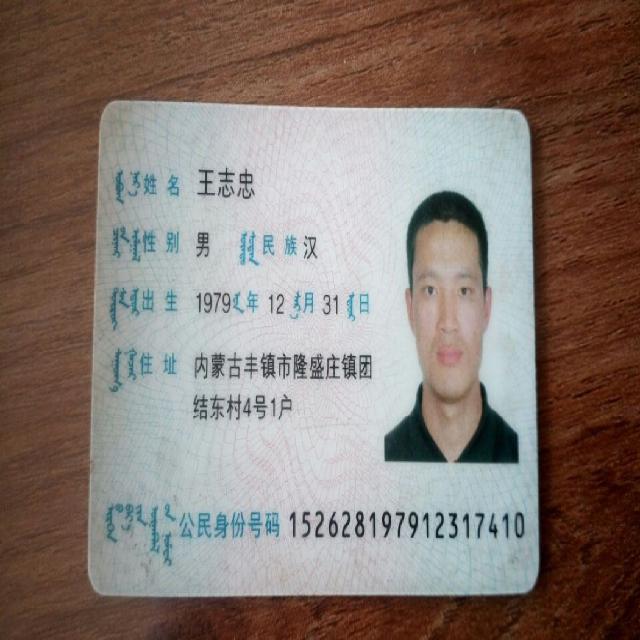 姓名 王志忠
性别 男 民族 汉
出生 1979 年 12 月 31 日
住址 内蒙古丰镇市隆盛庄镇团
结东村4号1户
公民身份号码 152628197912317410